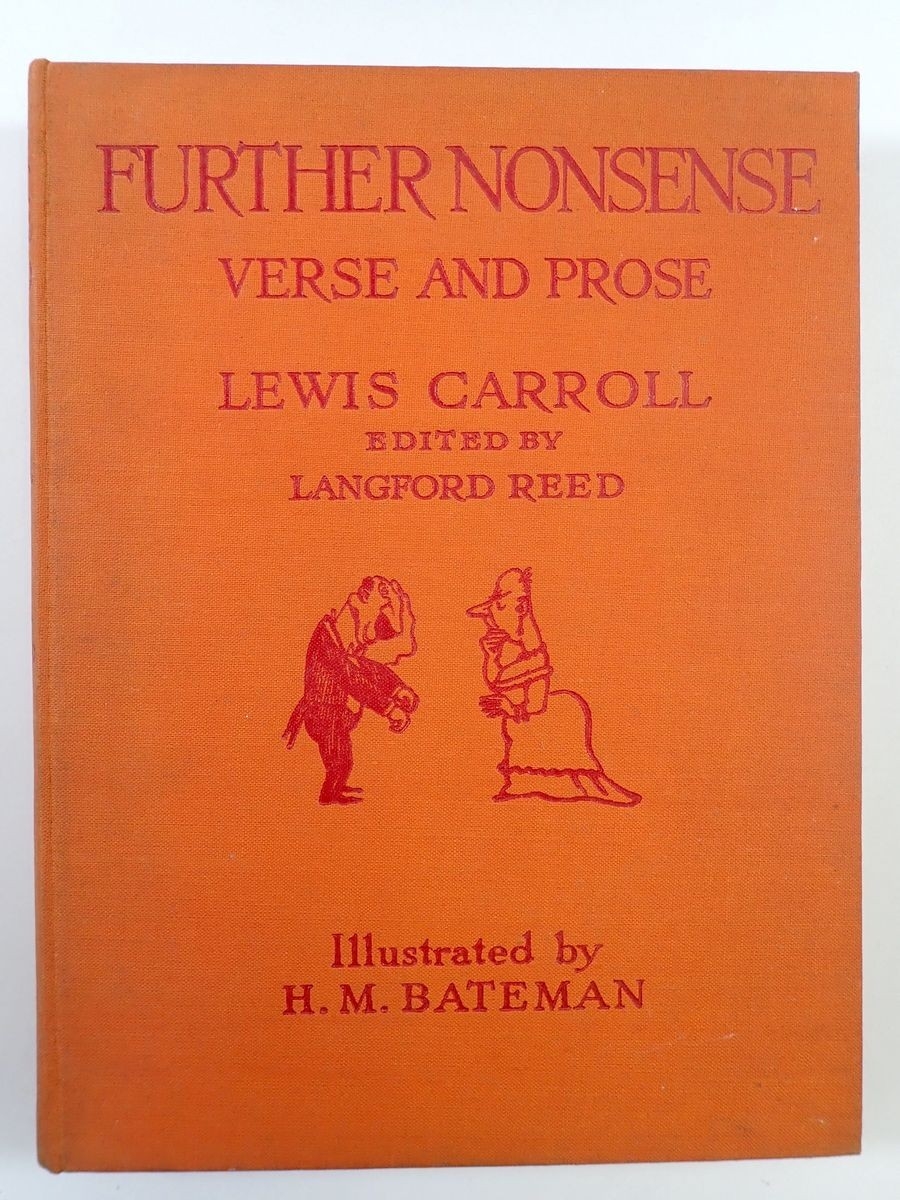 FURTHER NONSENSE
VERSE AND PROSE
LEWIS CARROLL
EDITED BY
LANGFORD REED
Illustrated by
H. M. BATEMAN